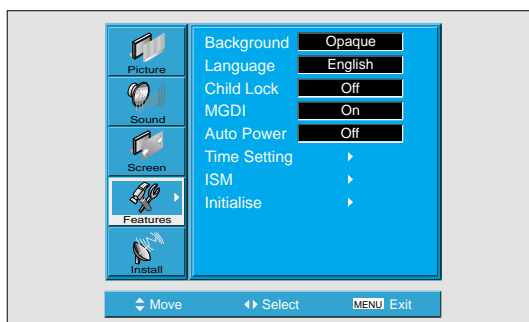 Picture
Sound
Screen
Features
Install
Background Opaque
Language English
Child Lock Off
MGDI On
Auto Power Off
Time Setting
ISM
Initialise
Move Select MENU Exit